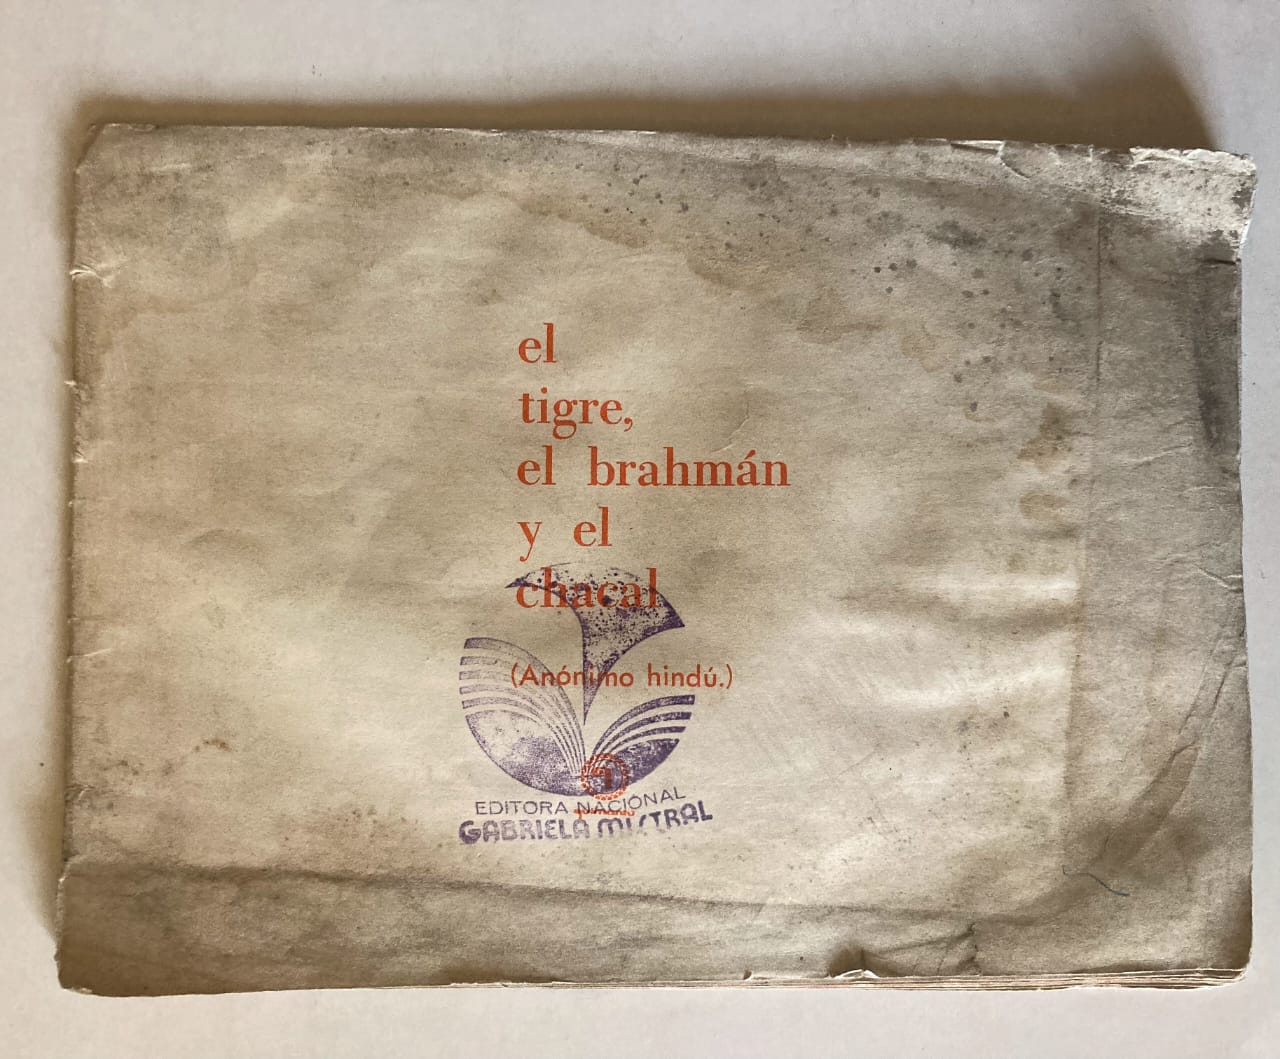 el
tigre,
el brahmán
y el
chacal
(Anónimo hindú.)
EDITORA NACIONAL
GABRIELA MISTRAL